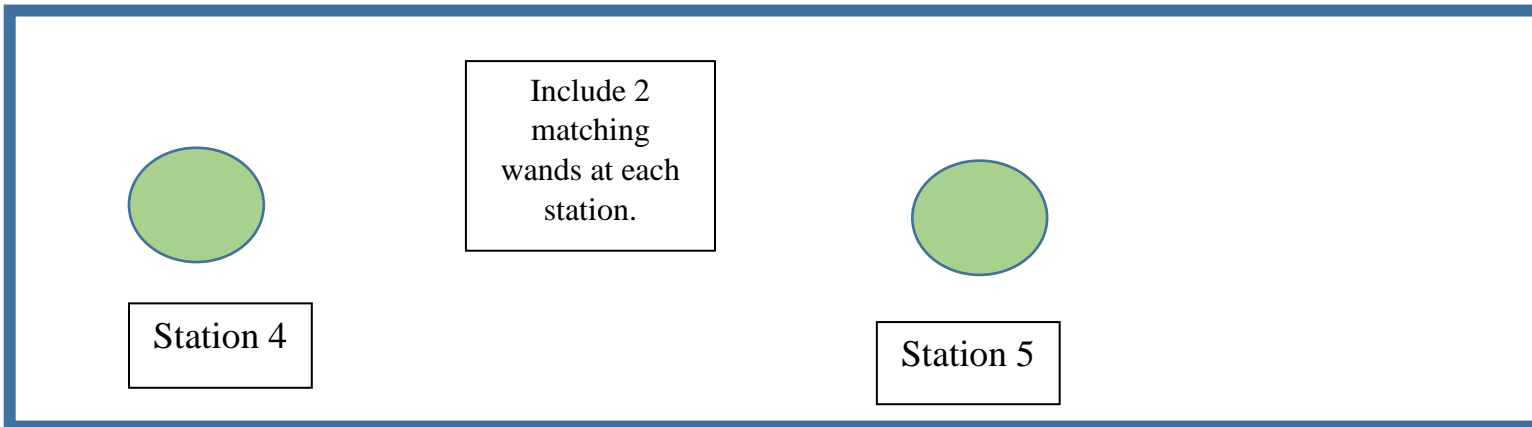 Include 2
matching
wands at each
station.
Station 4
Station 5